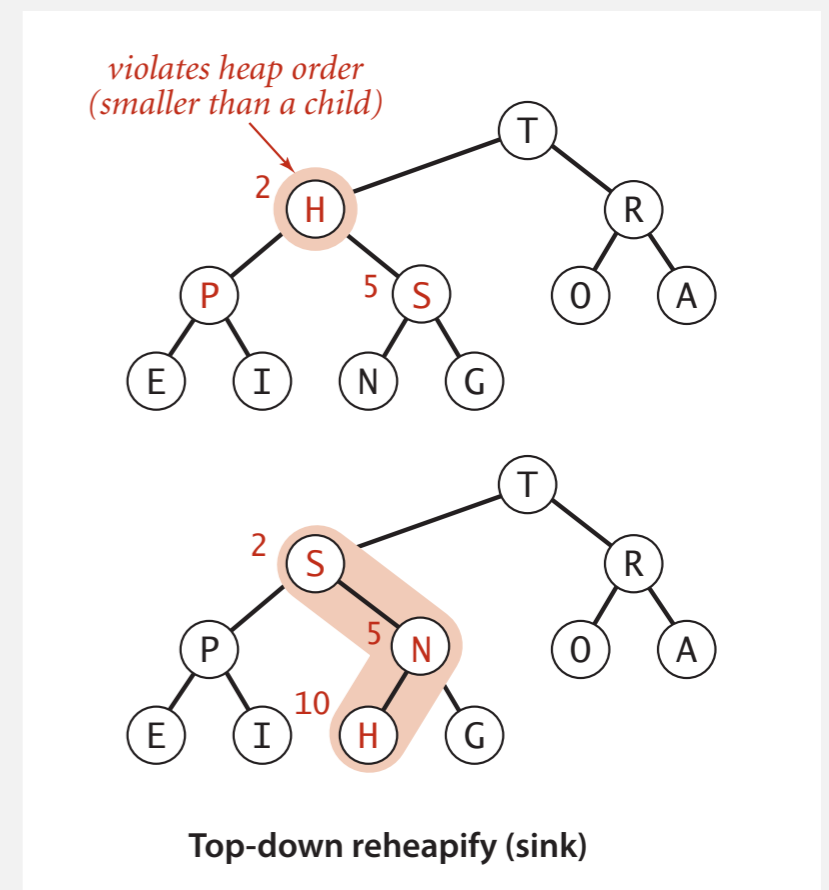 violates heap order
(smaller than a child)
T
2 H R
P 5 S O A
E I N G
T
2 S R
P 5 N O A
10
E I H G
Top-down reheapify (sink)